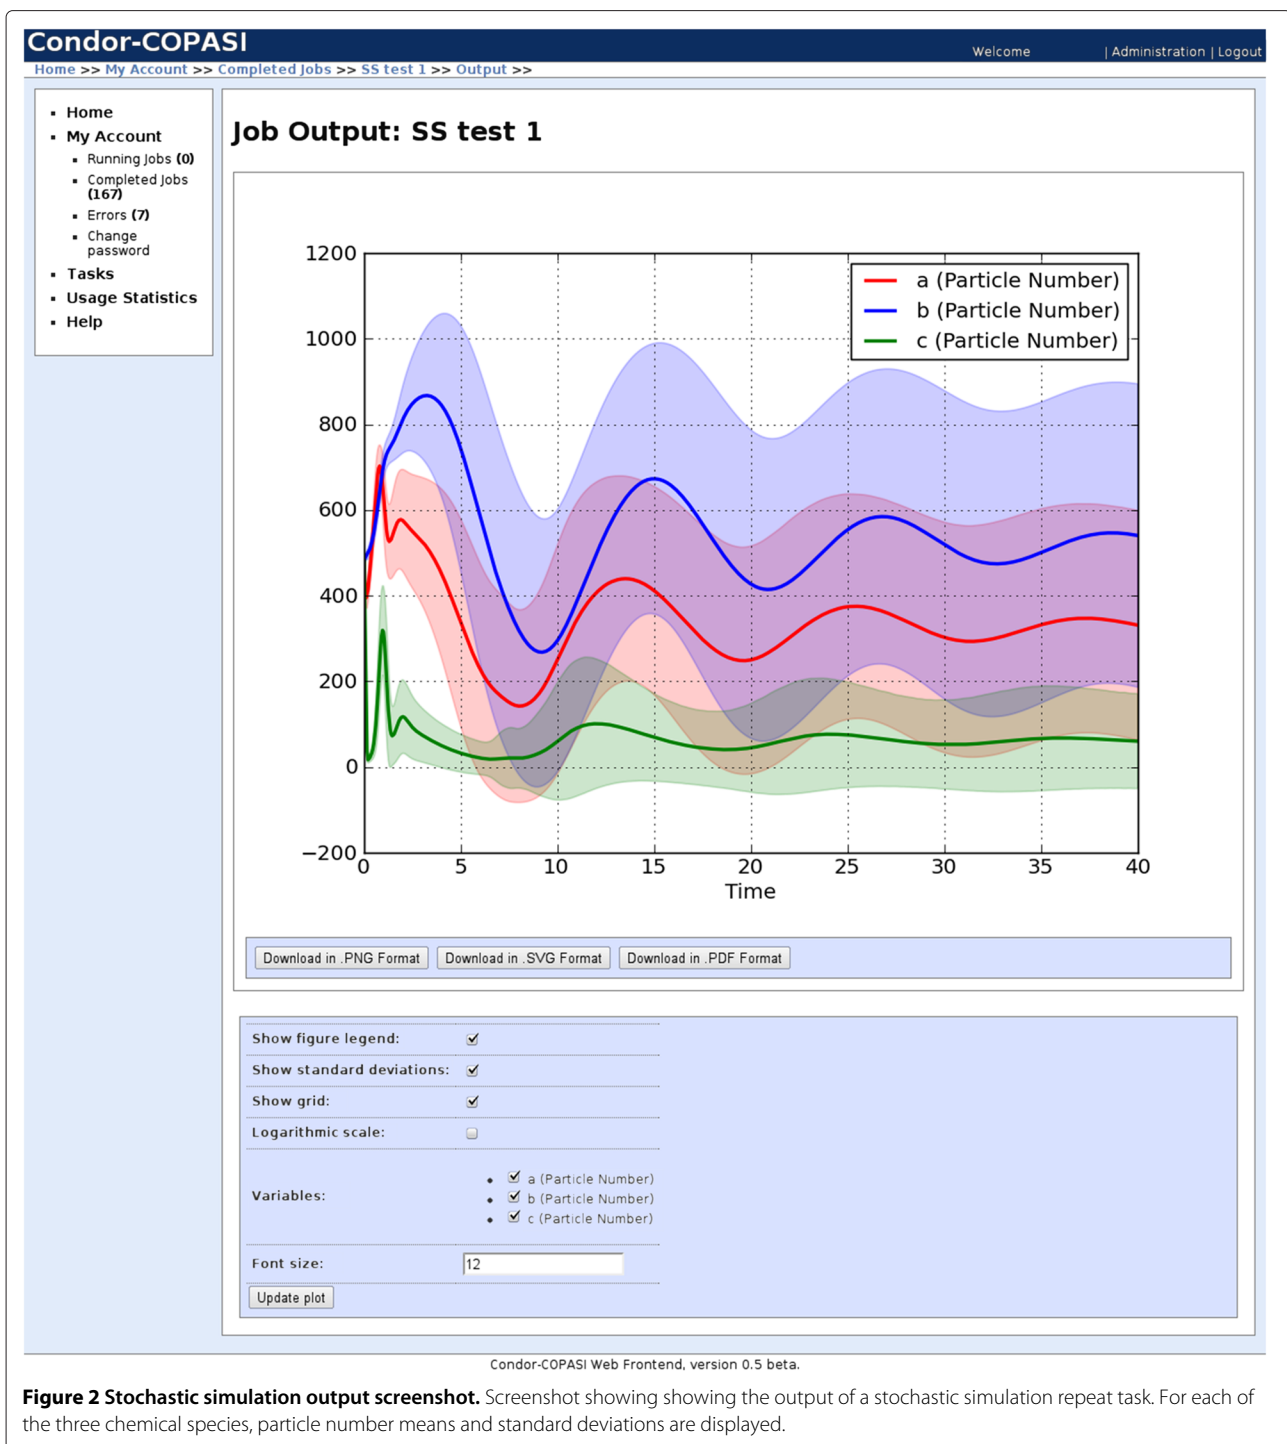 Condor-COPASI
Welcome | Administration | Logout
Home >> My Account >> Completed Jobs >> SS test 1 >> Output >>
Home
My Account
Running Jobs (0)
Completed Jobs
(167)
Errors (7)
Change
password
Tasks
Usage Statistics
Help
Job Output: SS test 1
1200
1000
800
600
400
200
0
−200
a (Particle Number)
b (Particle Number)
c (Particle Number)
0 5 10 15 20 25 30 35 40
Time
Download in .PNG Format Download in .SVG Format Download in .PDF Format
Show figure legend:
Show standard deviations:
Show grid:
Logarithmic scale:
Variables:
a (Particle Number)
b (Particle Number)
c (Particle Number)
Font size: 12
Update plot
Condor-COPASI Web Frontend, version 0.5 beta.
Figure 2 Stochastic simulation output screenshot. Screenshot showing showing the output of a stochastic simulation repeat task. For each of
the three chemical species, particle number means and standard deviations are displayed.